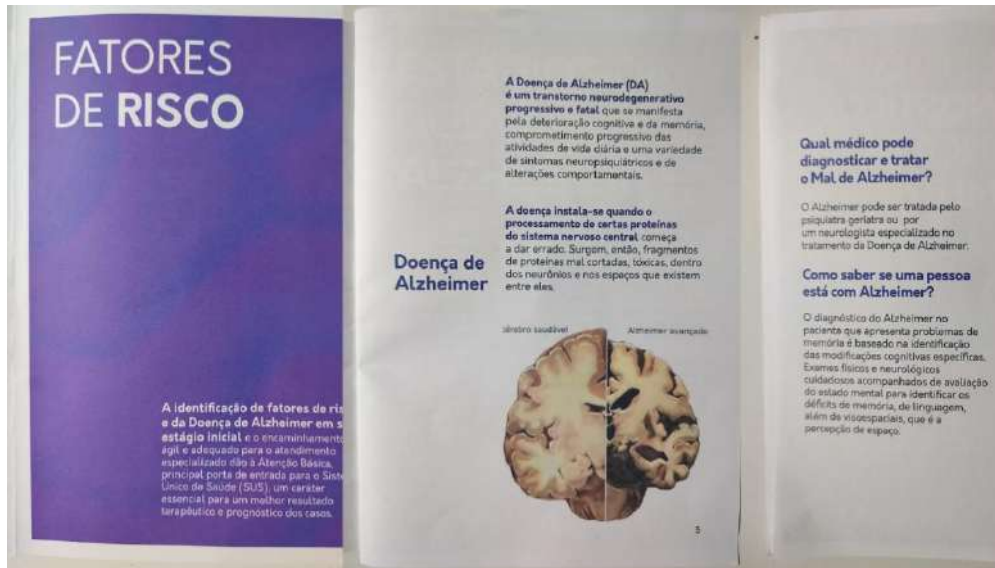 FATORES
DE RISCO
A identificação de fatores de ris
e da Doença de Alzheimer em s
estágio inicial e o encaminhamento
ágil e adequado para o atendimento
especializado dão à Atenção Básica,
principal porta de entrada para o Sist
Único de Saúde (SUS), um caráter
essencial para um melhor resultado
terapêutico e prognóstico dos casos.
Doença de
Alzheimer
A Doença de Alzheimer (DA)
é um transtorno neurodegenerativo
progressivo e fatal que se manifesta
pela deterioração cognitiva e da memória,
comprometimento progressivo das
atividades de vida diária e uma variedade
de sintomas neuropsiquiátricos e de
alterações comportamentais.
A doença instala-se quando o
processamento de certas proteínas
do sistema nervoso central começa
a dar errado. Surgem, então, fragmentos
de proteínas mal cortadas, tóxicas, dentro
dos neurônios e nos espaços que existem
entre eles.
cérebro saudável
Alzheimer avançado
5
Qual médico pode
diagnosticar e tratar
o Mal de Alzheimer?
O Alzheimer pode ser tratada pelo
psiquiatra geriatra ou por
um neurologista especializado no
tratamento da Doença de Alzheimer.
Como saber se uma pessoa
está com Alzheimer?
O diagnóstico do Alzheimer no
paciente que apresenta problemas de
memória é baseado na identificação
das modificações cognitivas específicas.
Exames físicos e neurológicos
cuidadosos acompanhados de avaliação
do estado mental para identificar os
déficits de memória, de linguagem,
além de visoespaciais, que é a
percepção de espaço.